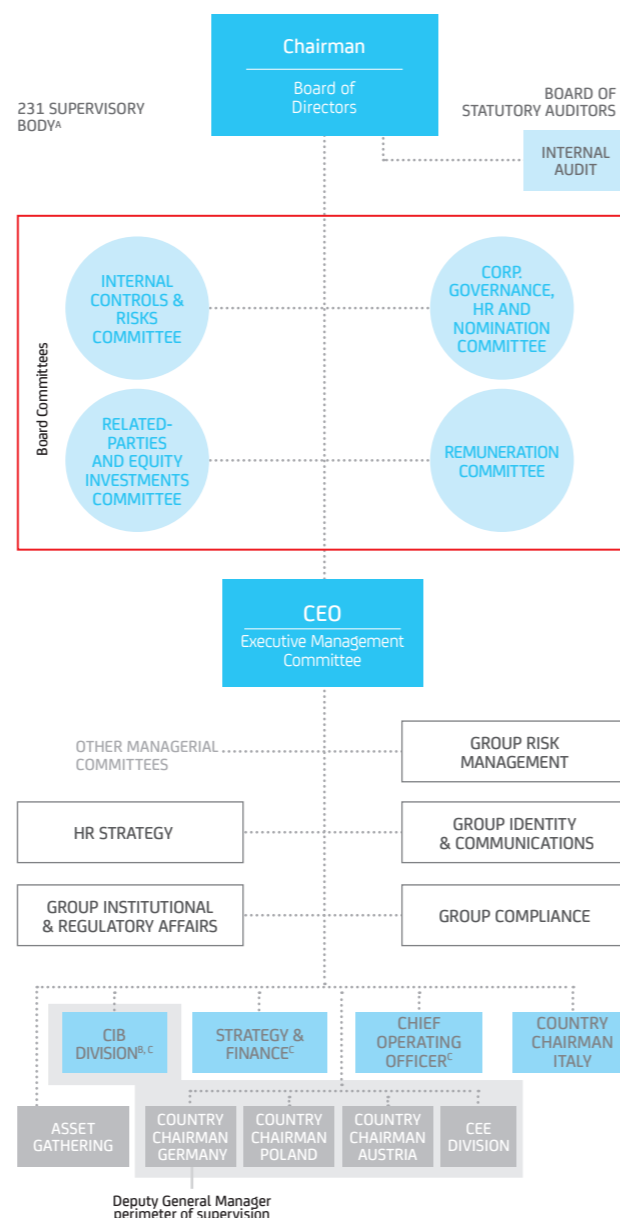 Chairman
Board of
Directors
231 SUPERVISORY
BODYᴬ
BOARD OF
STATUTORY AUDITORS
INTERNAL
AUDIT
Board Committees
INTERNAL
CONTROLS &
RISKS
COMMITTEE
CORP.
GOVERNANCE,
HR AND
NOMINATION
COMMITTEE
RELATED-
PARTIES
AND EQUITY
INVESTMENTS
COMMITTEE
REMUNERATION
COMMITTEE
CEO
Executive Management
Committee
OTHER MANAGERIAL
COMMITTEES
GROUP RISK
MANAGEMENT
HR STRATEGY
GROUP IDENTITY
& COMMUNICATIONS
GROUP INSTITUTIONAL
& REGULATORY AFFAIRS
GROUP COMPLIANCE
CIB
DIVISIONᴮ,ᶜ
STRATEGY &
FINANCEᶜ
CHIEF
OPERATING
OFFICERᶜ
COUNTRY
CHAIRMAN
ITALY
ASSET
GATHERING
COUNTRY
CHAIRMAN
GERMANY
COUNTRY
CHAIRMAN
POLAND
COUNTRY
CHAIRMAN
AUSTRIA
CEE
DIVISION
Deputy General Manager
perimeter of supervision